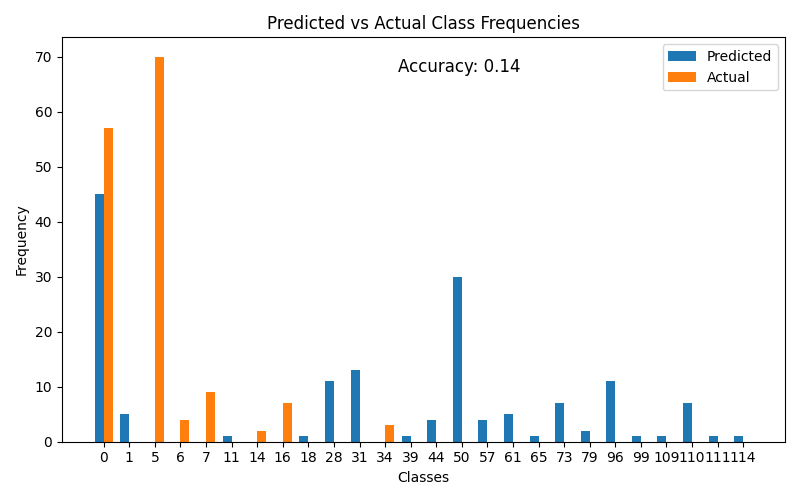 Predicted vs Actual Class Frequencies
Accuracy: 0.14
Predicted
Actual
Frequency
70
60
50
40
30
20
10
0
0 1 5 6 7 11 14 16 18 28 31 34 39 44 50 57 61 65 73 79 96 99 109 110 111 114
Classes